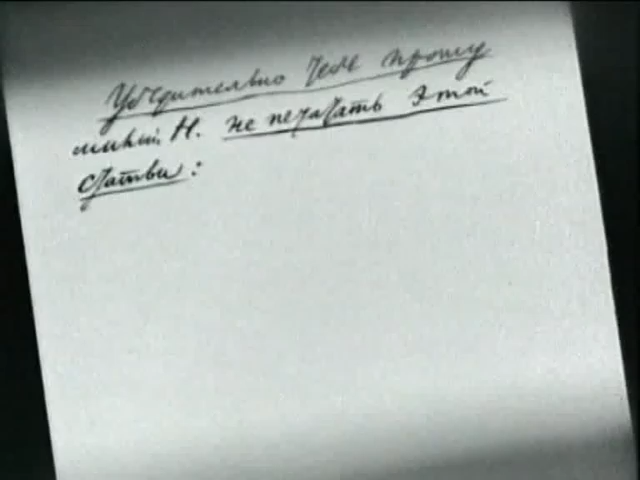 Убедительно тебя прошу
милый Н. не печатать этой
статьи: